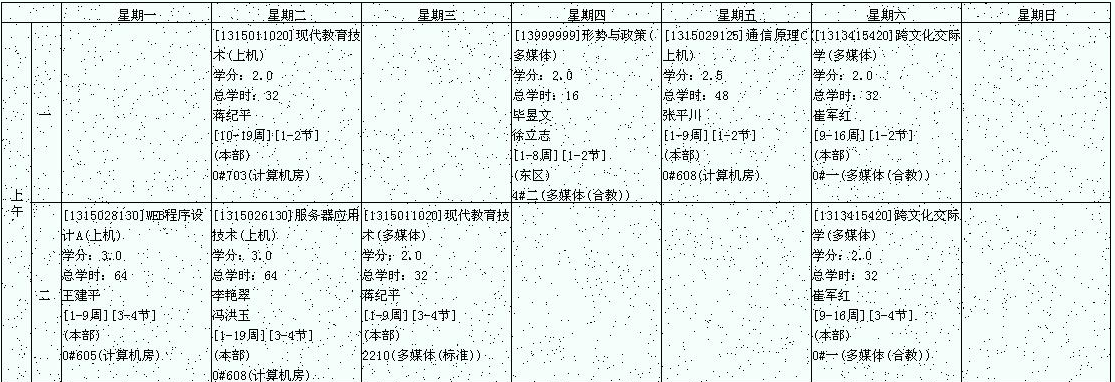 星期一 星期二 星期三 星期四 星期五 星期六 星期日
上午
一
[1315011020]现代教育技
术(上机)
学分：2.0
总学时：32
蒋纪平
[10-19周][1-2节]
(本部)
0#703(计算机房)
[13999999]形势与政策(
多媒体)
学分：2.0
总学时：16
毕昱文
徐立志
[1-8周][1-2节]
(东区)
4#二(多媒体(合教))
[1315029125]通信原理C(
上机)
学分：2.5
总学时：48
张平川
[1-9周][1-2节]
(本部)
0#608(计算机房)
[1313415420]跨文化交际
学(多媒体)
学分：2.0
总学时：32
崔军红
[9-16周][1-2节]
(本部)
0#一(多媒体(合教))
二
[1315028130]WEB程序设
计A(上机)
学分：3.0
总学时：64
王建平
[1-9周][3-4节]
(本部)
0#605(计算机房)
[1315026130]服务器应用
技术(上机)
学分：3.0
总学时：64
李艳翠
冯洪玉
[1-19周][3-4节]
(本部)
0#608(计算机房)
[1315011020]现代教育技
术(多媒体)
学分：2.0
总学时：32
蒋纪平
[1-9周][3-4节]
(本部)
2210(多媒体(标准))
[1313415420]跨文化交际
学(多媒体)
学分：2.0
总学时：32
崔军红
[9-16周][3-4节]
(本部)
0#一(多媒体(合教))